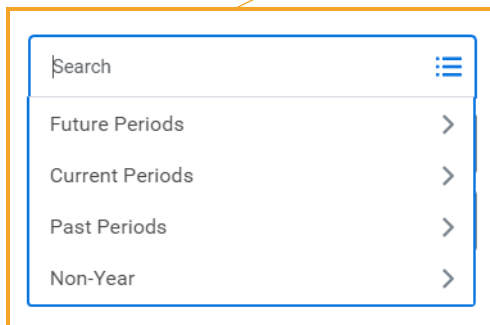 Search
Future Periods
Current Periods
Past Periods
Non-Year